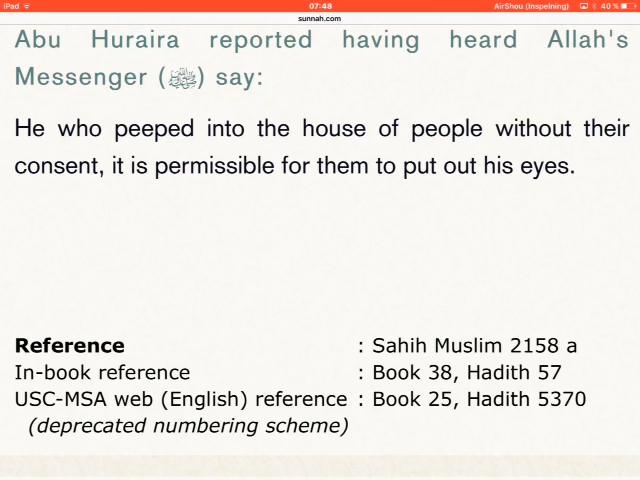 iPad 07:48 AirShou (Inspelning) 40 %
sunnah.com
Abu Huraira reported having heard Allah's
Messenger (ﷺ) say:
He who peeped into the house of people without their
consent, it is permissible for them to put out his eyes.
Reference : Sahih Muslim 2158 a
In-book reference : Book 38, Hadith 57
USC-MSA web (English) reference : Book 25, Hadith 5370
(deprecated numbering scheme)